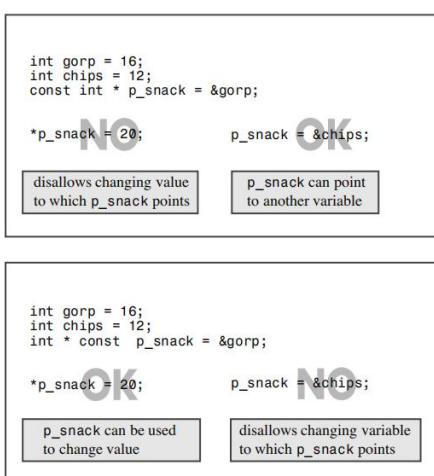 int gorp = 16;
int chips = 12;
const int * p_snack = &gorp;
*p_snack = 20;
NO
p_snack = &chips;
OK
disallows changing value
to which p_snack points
p_snack can point
to another variable
int gorp = 16;
int chips = 12;
int * const  p_snack = &gorp;
*p_snack = 20;
OK
p_snack = &chips;
NO
p_snack can be used
to change value
disallows changing variable
to which p_snack points